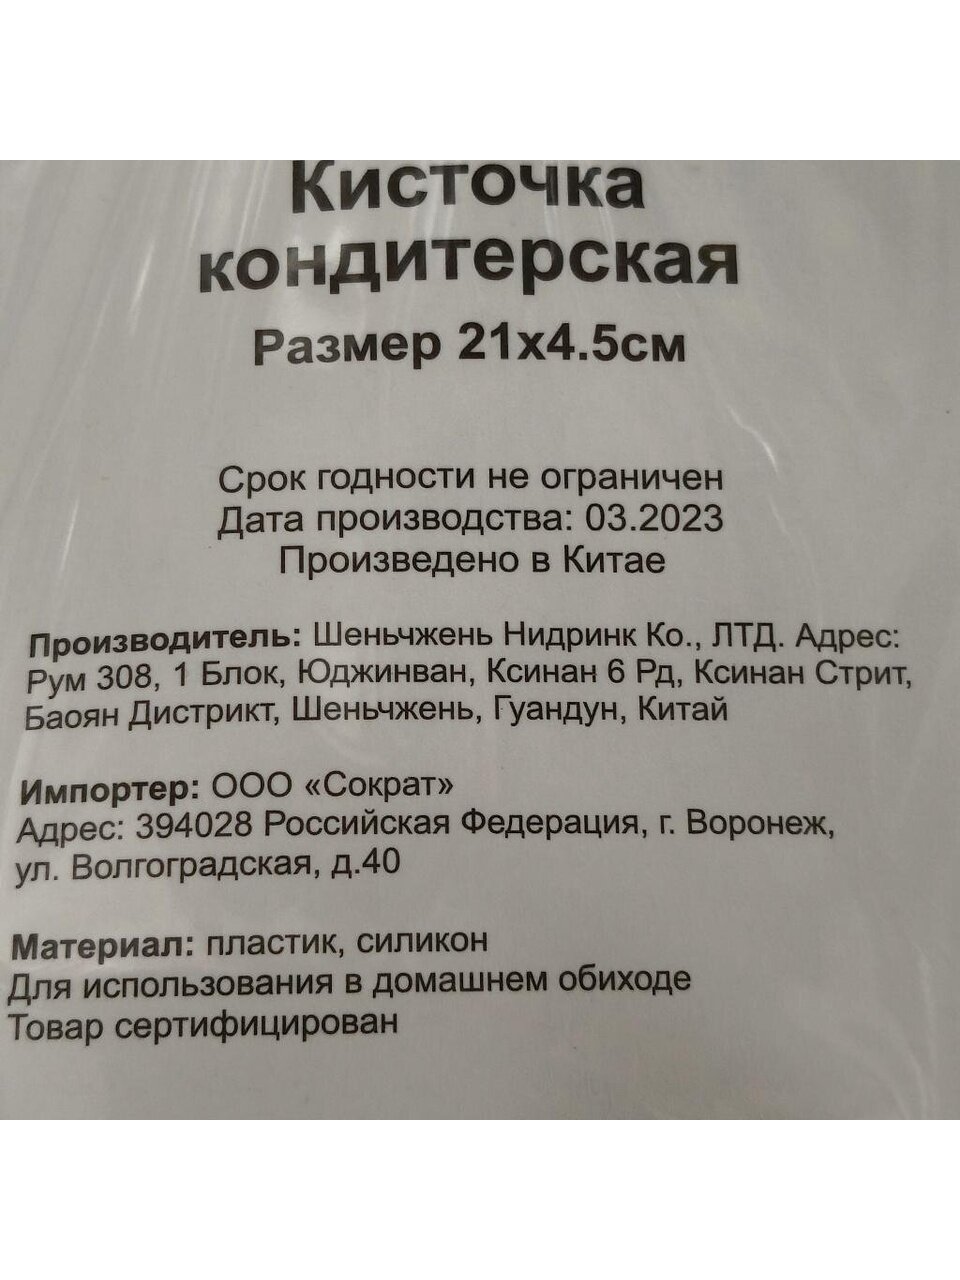 Кисточка
кондитерская
Размер 21х4.5см
Срок годности не ограничен
Дата производства: 03.2023
Произведено в Китае
Производитель: Шеньчжень Нидринк Ко., ЛТД. Адрес:
Рум 308, 1 Блок, Юджинван, Ксинан 6 Рд, Ксинан Стрит,
Баоян Дистрикт, Шеньчжень, Гуандун, Китай
Импортер: ООО «Сократ»
Адрес: 394028 Российская Федерация, г. Воронеж,
ул. Волгоградская, д.40
Материал: пластик, силикон
Для использования в домашнем обиходе
Товар сертифицирован